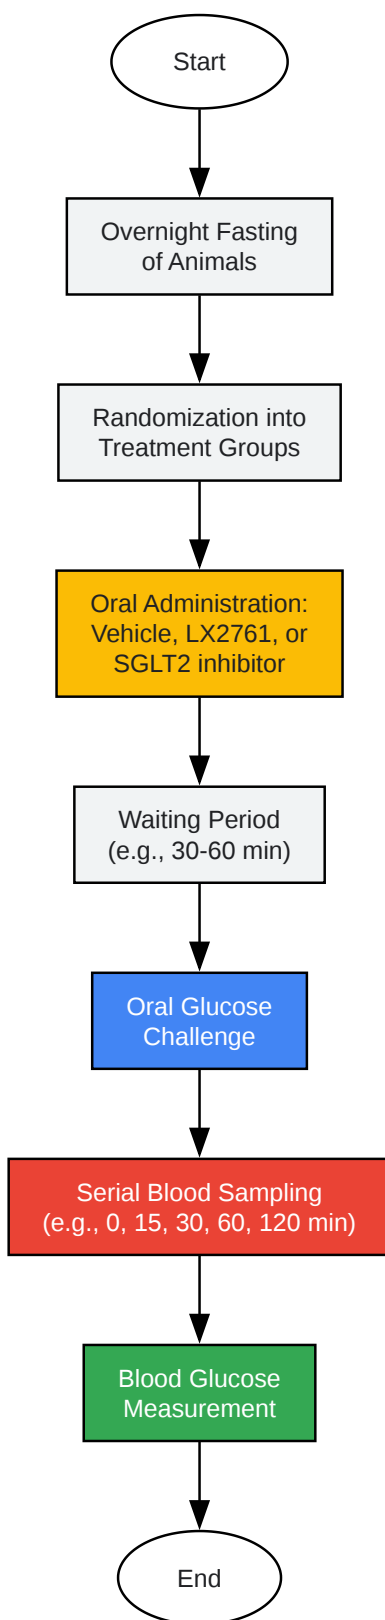 Start
Overnight Fasting
of Animals
Randomization into
Treatment Groups
Oral Administration:
Vehicle, LX2761, or
SGLT2 inhibitor
Waiting Period
(e.g., 30-60 min)
Oral Glucose
Challenge
Serial Blood Sampling
(e.g., 0, 15, 30, 60, 120 min)
Blood Glucose
Measurement
End